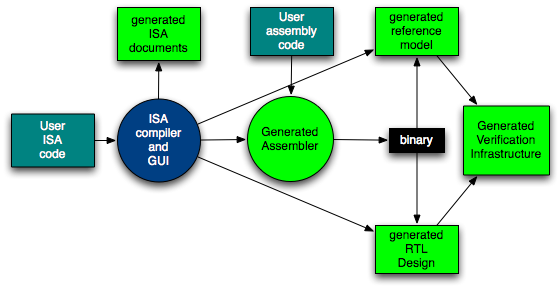 generated
ISA
documents
User
assembly
code
generated
reference
model
User
ISA
code
ISA
compiler
and
GUI
Generated
Assembler
binary
Generated
Verification
Infrastructure
generated
RTL
Design